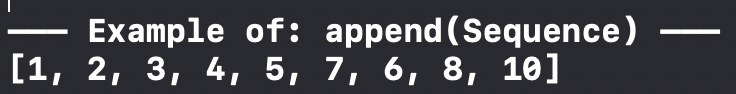 ——— Example of: append(Sequence) ———
[1, 2, 3, 4, 5, 7, 6, 8, 10]